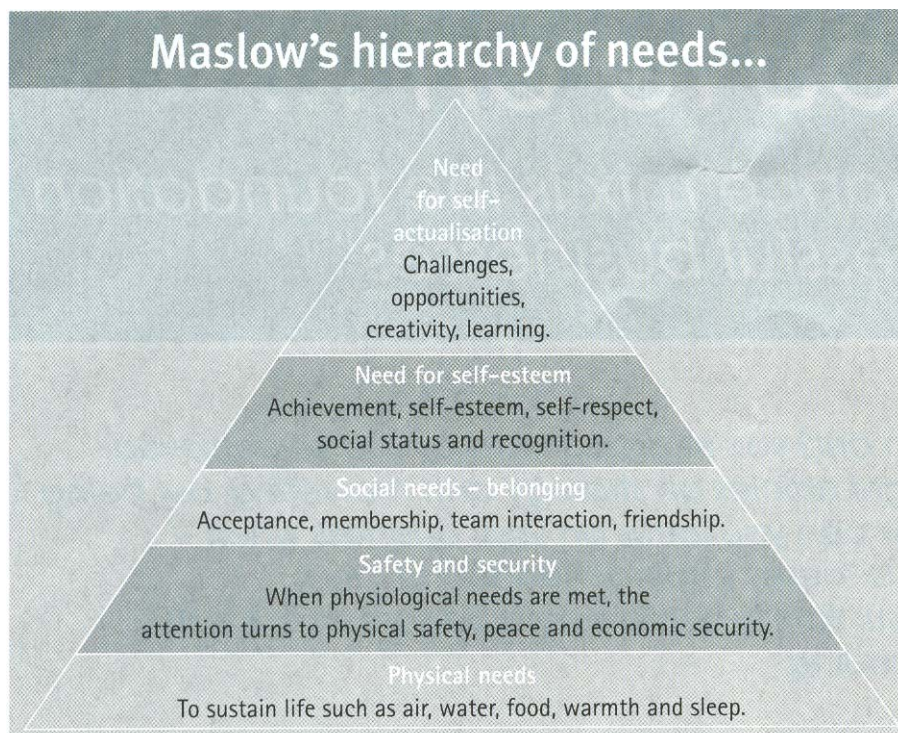 Maslow's hierarchy of needs...
Need
for self-
actualisation
Challenges,
opportunities,
creativity, learning.
Need for self-esteem
Achievement, self-esteem, self-respect,
social status and recognition.
Social needs – belonging
Acceptance, membership, team interaction, friendship.
Safety and security
When physiological needs are met, the
attention turns to physical safety, peace and economic security.
Physical needs
To sustain life such as air, water, food, warmth and sleep.